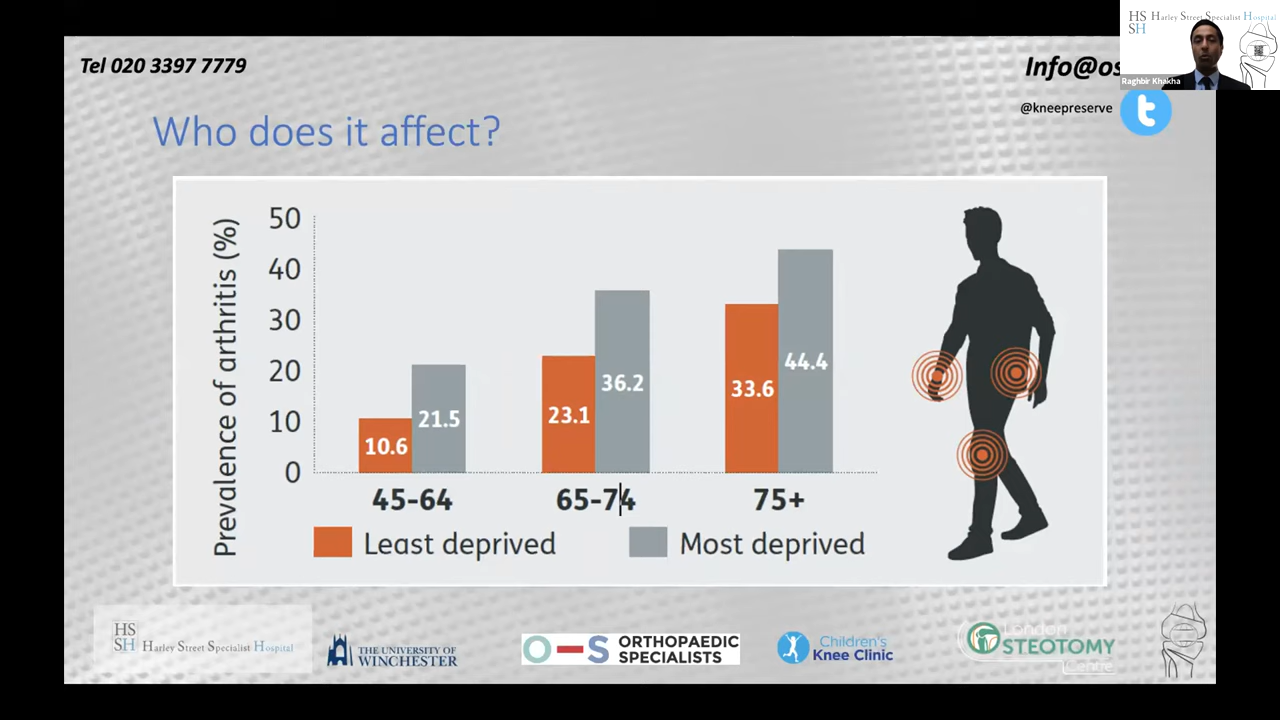 HS Harley Street Specialist Hospital
SH
Raghbir Khakha
Tel 020 3397 7779
Info@os
@kneepreserve
Who does it affect?
Prevalence of arthritis (%)
50
40
30
20
10
0
10.6
21.5
23.1
36.2
33.6
44.4
45-64
65-74
75+
Least deprived
Most deprived
HS
SH Harley Street Specialist Hospital
THE UNIVERSITY OF
WINCHESTER
O-S ORTHOPAEDIC
SPECIALISTS
Children's
Knee Clinic
London
STEOTOMY
Centre